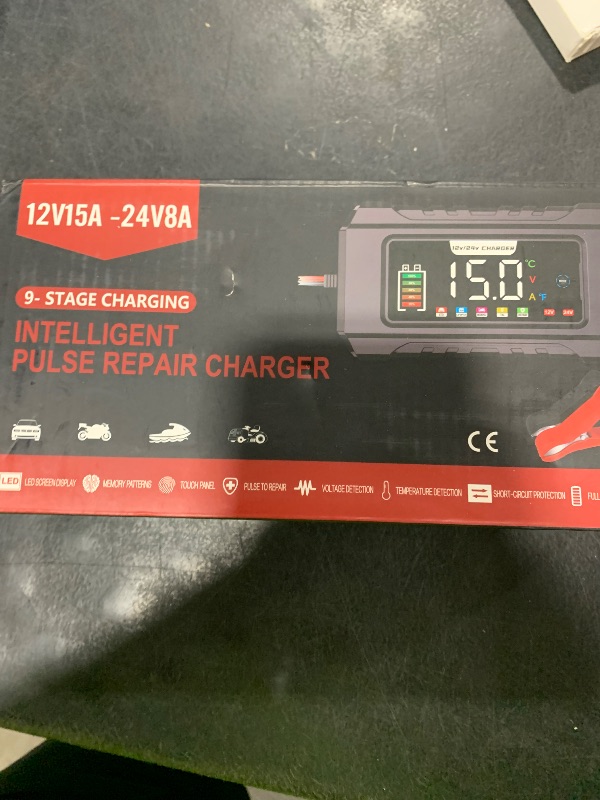 12V15A -24V8A
9- STAGE CHARGING
INTELLIGENT
PULSE REPAIR CHARGER
12V/24V CHARGER
15.0
°C
V
A °F
12V 24V
CE
LED LED SCREEN DISPLAY MEMORY PATTERNS TOUCH PANEL PULSE TO REPAIR VOLTAGE DETECTION TEMPERATURE DETECTION SHORT-CIRCUIT PROTECTION FULL